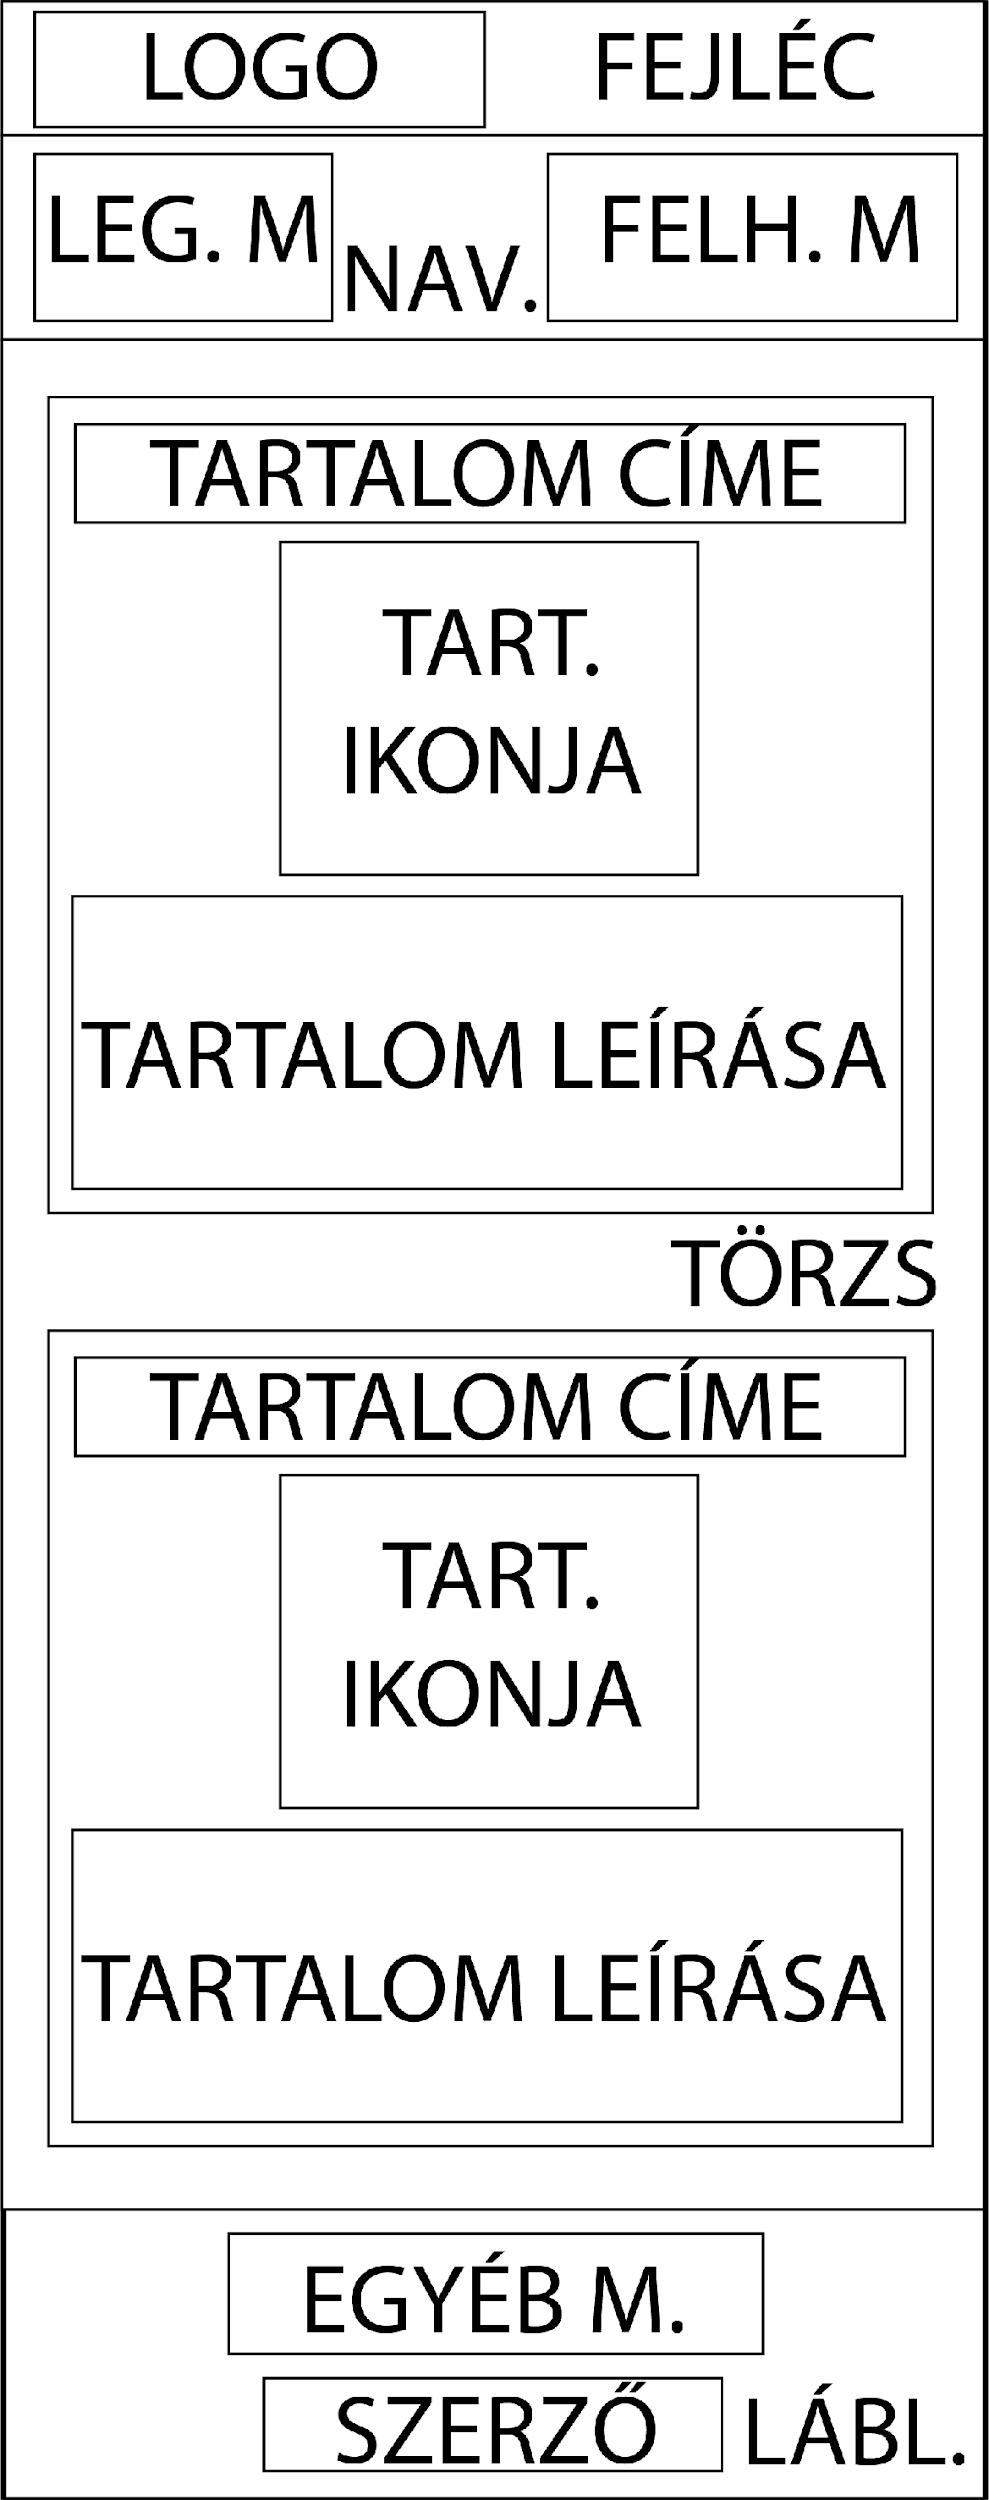 LOGO FEJLÉC
LEG. M NAV. FELH. M
TARTALOM CÍME
TART.
IKONJA
TARTALOM LEÍRÁSA
TÖRZS
TARTALOM CÍME
TART.
IKONJA
TARTALOM LEÍRÁSA
EGYÉB M.
SZERZŐ LÁBL.